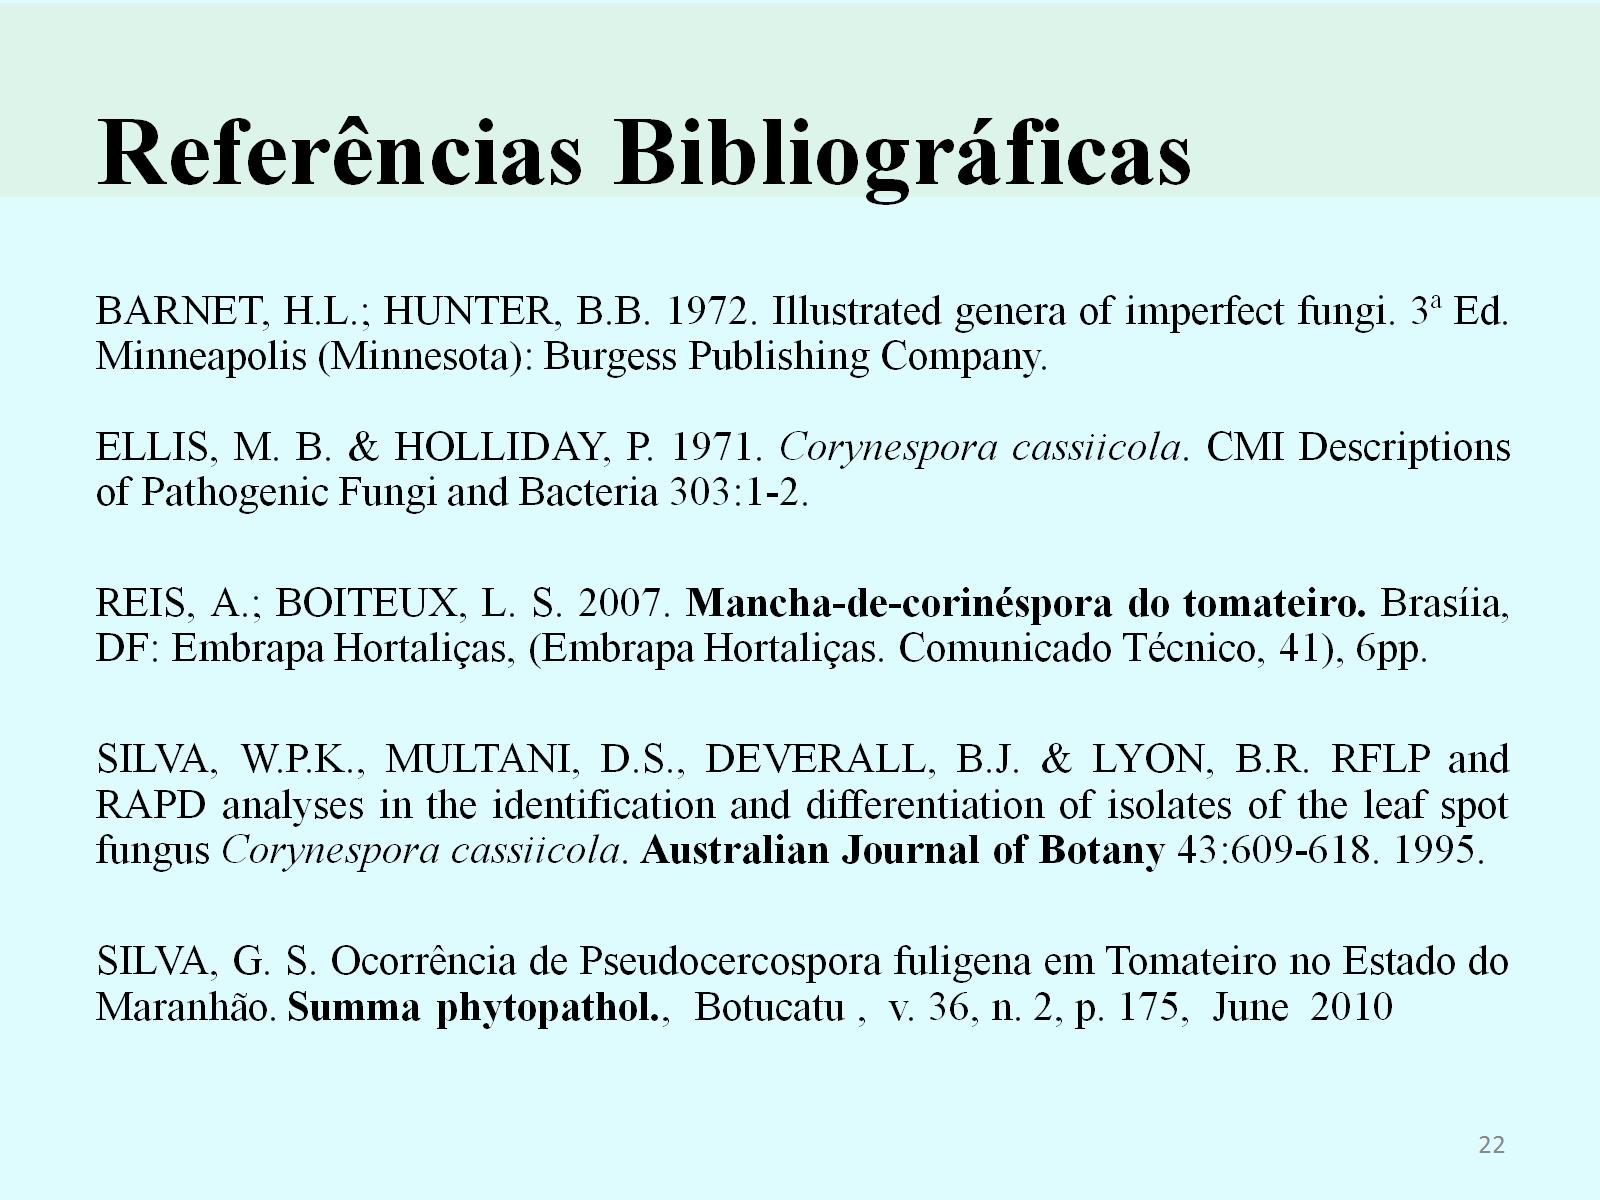 Referências Bibliográficas
BARNET, H.L.; HUNTER, B.B. 1972. Illustrated genera of imperfect fungi. 3ª Ed.
Minneapolis (Minnesota): Burgess Publishing Company.
ELLIS, M. B. & HOLLIDAY, P. 1971. Corynespora cassiicola. CMI Descriptions
of Pathogenic Fungi and Bacteria 303:1-2.
REIS, A.; BOITEUX, L. S. 2007. Mancha-de-corinéspora do tomateiro. Brasíia,
DF: Embrapa Hortaliças, (Embrapa Hortaliças. Comunicado Técnico, 41), 6pp.
SILVA, W.P.K., MULTANI, D.S., DEVERALL, B.J. & LYON, B.R. RFLP and
RAPD analyses in the identification and differentiation of isolates of the leaf spot
fungus Corynespora cassiicola. Australian Journal of Botany 43:609-618. 1995.
SILVA, G. S. Ocorrência de Pseudocercospora fuligena em Tomateiro no Estado do
Maranhão. Summa phytopathol., Botucatu , v. 36, n. 2, p. 175, June 2010
22